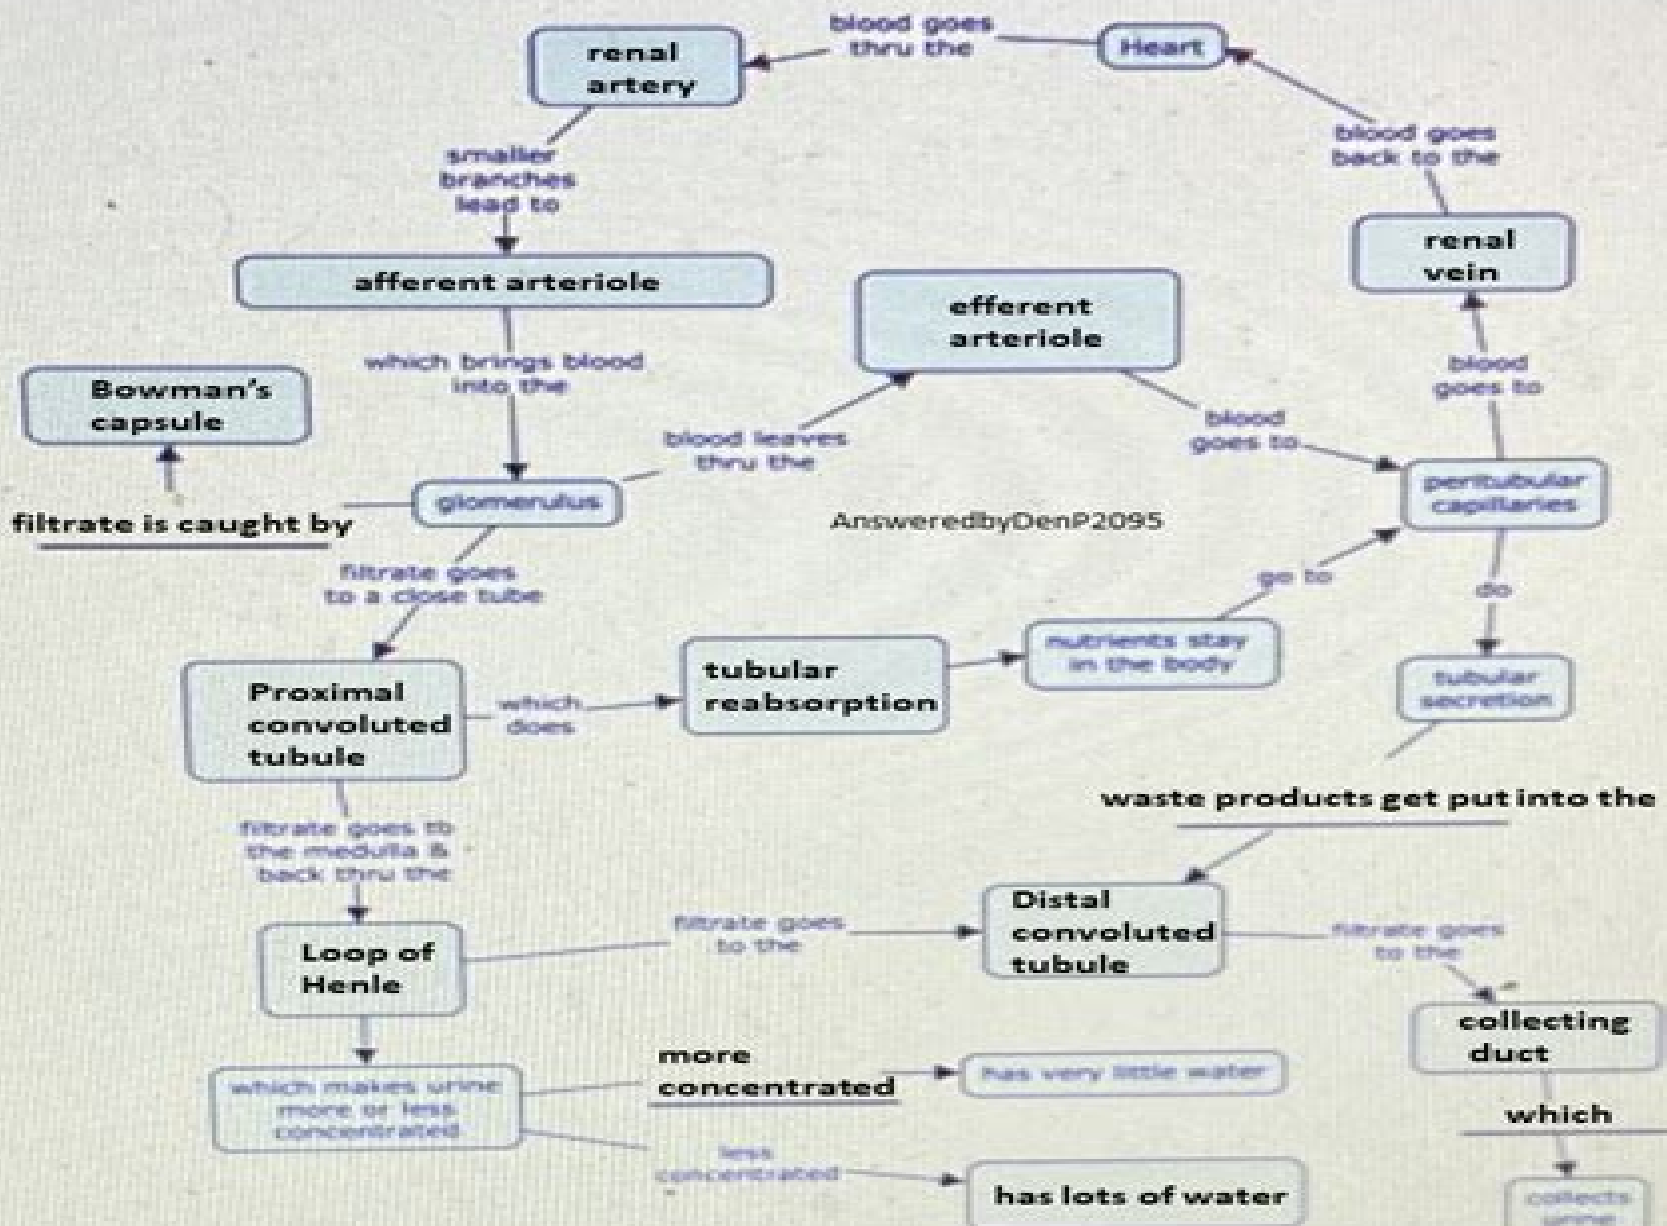 blood goes
thru the
Heart
renal
artery
blood goes
back to the
smaller
branches
lead to
renal
vein
afferent arteriole
efferent
arteriole
which brings blood
into the
blood
goes to
Bowman's
capsule
blood leaves
thru the
blood
goes to
glomerulus
peritubular
capillaries
filtrate is caught by
AnsweredbyDenP2095
filtrate goes
to a close tube
go to
do
nutrients stay
in the body
tubular
reabsorption
tubular
secretion
Proximal
convoluted
tubule
which
does
waste products get put into the
filtrate goes to
the medulla &
back thru the
Distal
convoluted
tubule
filtrate goes
to the
filtrate goes
to the
Loop of
Henle
collecting
duct
more
concentrated
has very little water
which makes urine
more or less
concentrated
which
less
concentrated
has lots of water
collects
urine